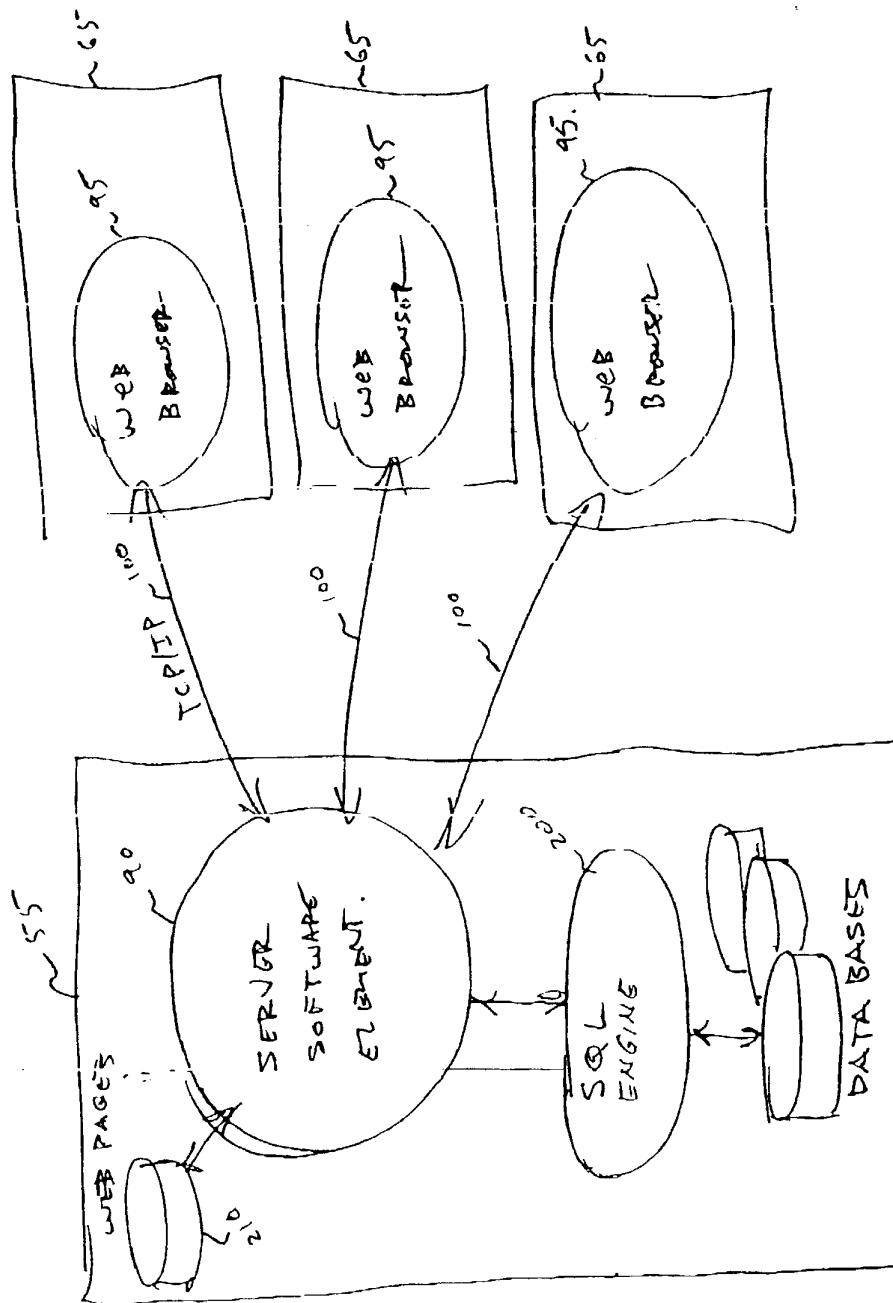 55
WEB PAGES
210
90
SERVER
SOFTWARE
ELEMENT.
200
SQL
ENGINE
DATA BASES
TCP/IP
100
100
100
65
95
WEB
BROWSER
65
95
WEB
BROWSER
65
95.
WEB
BROWSER